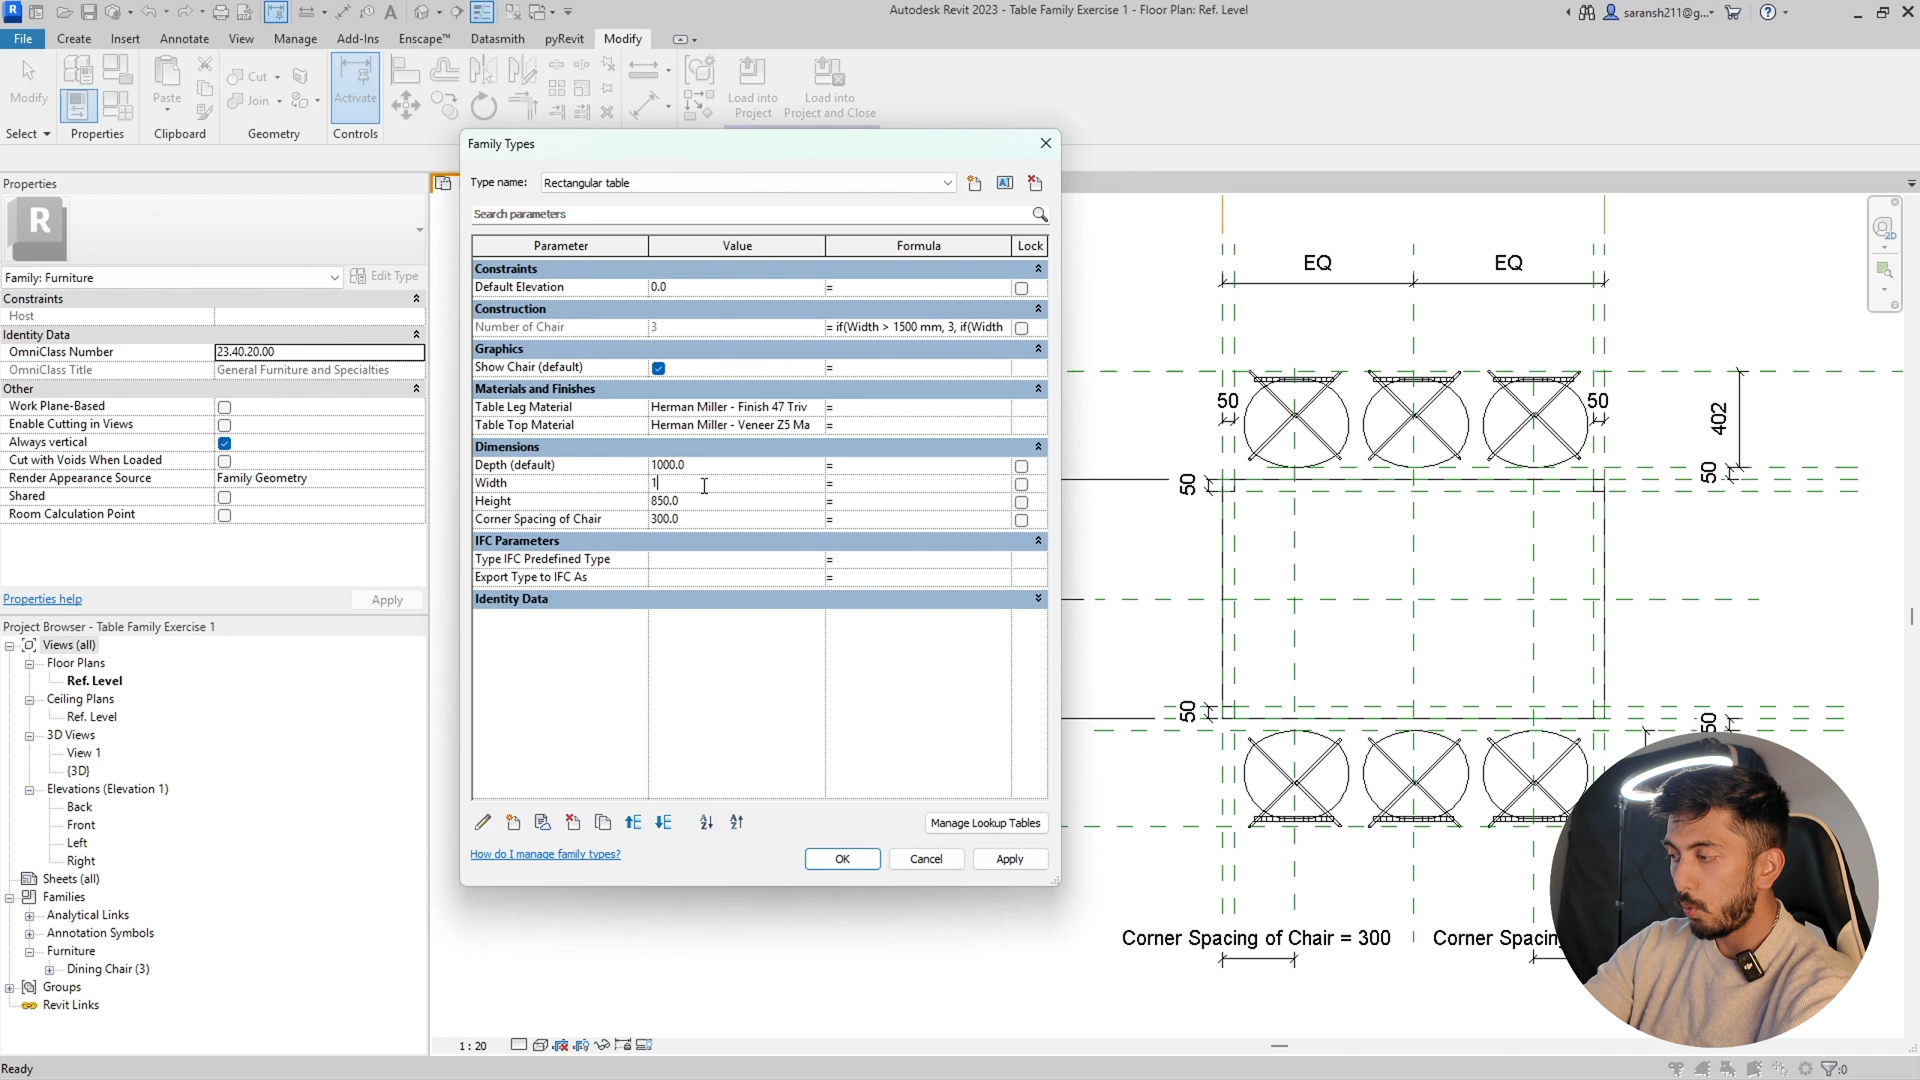 Autodesk Revit 2023 - Table Family Exercise 1 - Floor Plan: Ref. Level
saransh211@g...
File Create Insert Annotate View Manage Add-Ins Enscape™ Datasmith pyRevit Modify
Modify
Paste
Cut
Join
Activate
Load into Project
Load into Project and Close
Select Properties Clipboard Geometry Controls
Properties
R
Family: Furniture
Edit Type
Constraints
Host
Identity Data
OmniClass Number 23.40.20.00
OmniClass Title General Furniture and Specialties
Other
Work Plane-Based
Enable Cutting in Views
Always vertical
Cut with Voids When Loaded
Render Appearance Source Family Geometry
Shared
Room Calculation Point
Properties help
Apply
Project Browser - Table Family Exercise 1
Views (all)
Floor Plans
Ref. Level
Ceiling Plans
Ref. Level
3D Views
View 1
{3D}
Elevations (Elevation 1)
Back
Front
Left
Right
Sheets (all)
Families
Analytical Links
Annotation Symbols
Furniture
Dining Chair (3)
Groups
Revit Links
Ready
Family Types
Type name: Rectangular table
Search parameters
Parameter Value Formula Lock
Constraints
Default Elevation 0.0 =
Construction
Number of Chair 3 = if(Width > 1500 mm, 3, if(Width
Graphics
Show Chair (default) =
Materials and Finishes
Table Leg Material Herman Miller - Finish 47 Triv =
Table Top Material Herman Miller - Veneer Z5 Ma =
Dimensions
Depth (default) 1000.0 =
Width 1 =
Height 850.0 =
Corner Spacing of Chair 300.0 =
IFC Parameters
Type IFC Predefined Type =
Export Type to IFC As =
Identity Data
Manage Lookup Tables
How do I manage family types?
OK Cancel Apply
EQ EQ
50 50
402
50 50
50 50
Corner Spacing of Chair = 300
Corner Spacin
2D
1 : 20
:0